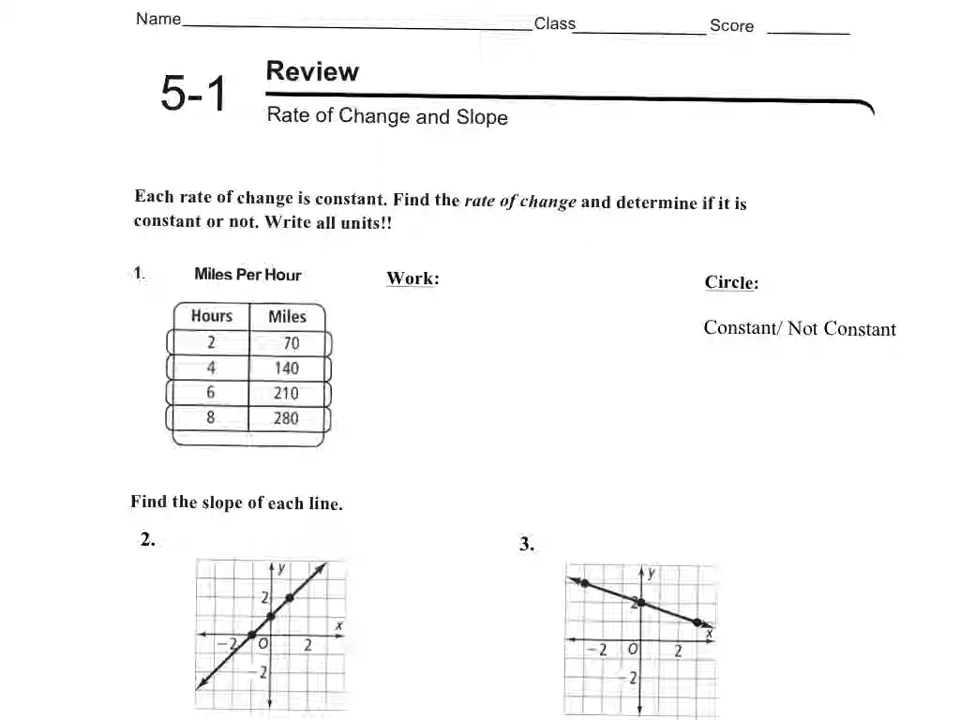 Name Class Score
5-1 Review
Rate of Change and Slope
Each rate of change is constant. Find the rate of change and determine if it is
constant or not. Write all units!!
1. Miles Per Hour Work: Circle:
Constant/ Not Constant
Hours Miles
2 70
4 140
6 210
8 280
Find the slope of each line.
2. 3.
y
2
x
−2 O 2
−2
y
2
x
−2 O 2
−2